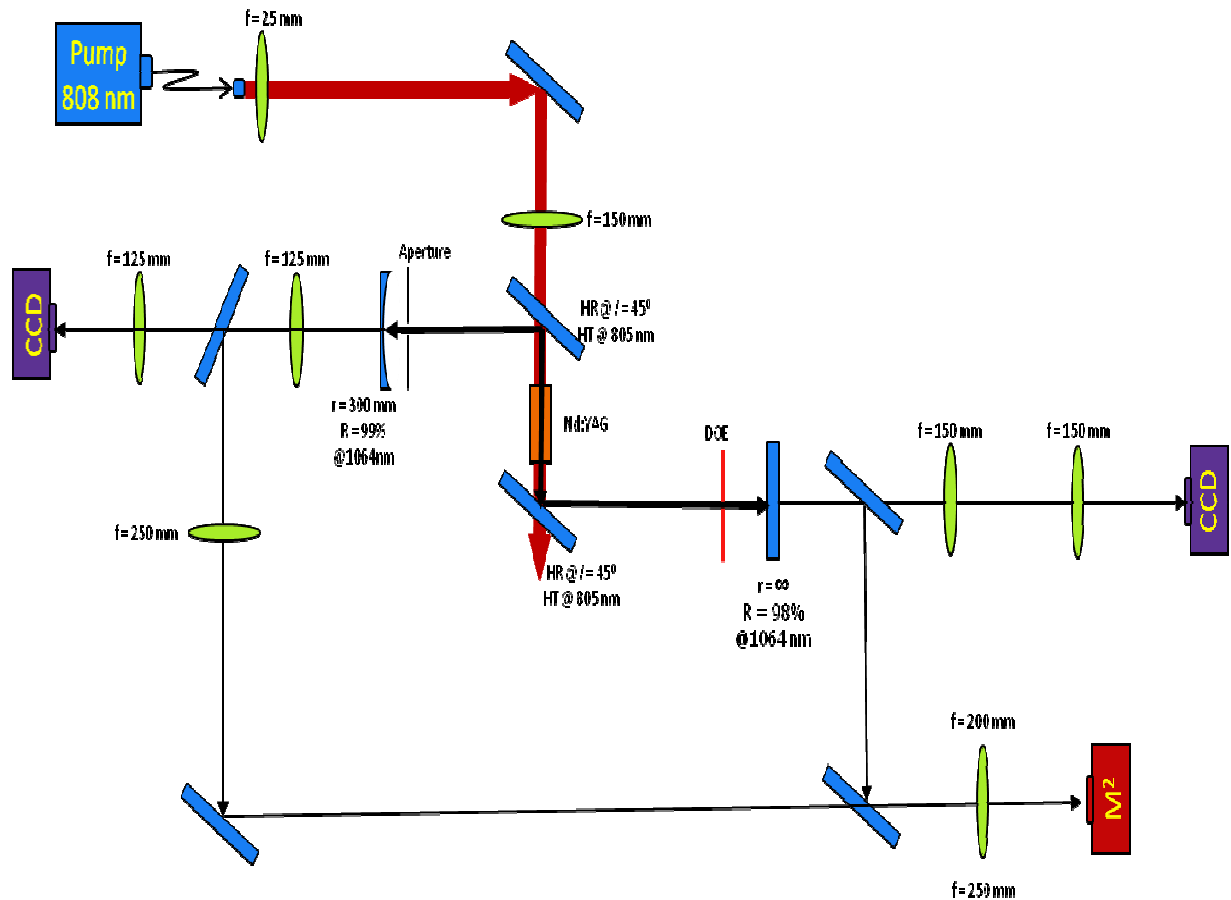 f = 25 mm
Pump
808 nm
f = 150 mm
f = 125 mm
f = 125 mm
Aperture
CCD
HR @ / = 45⁰
HT @ 805 nm
r = 300 mm
R = 99%
@1064nm
Nd:YAG
DOE
f = 150 mm
f = 150 mm
CCD
f = 250 mm
HR @ / = 45⁰
HT @ 805 nm
r = ∞
R = 98%
@1064 nm
f = 200 mm
M²
f = 250 mm